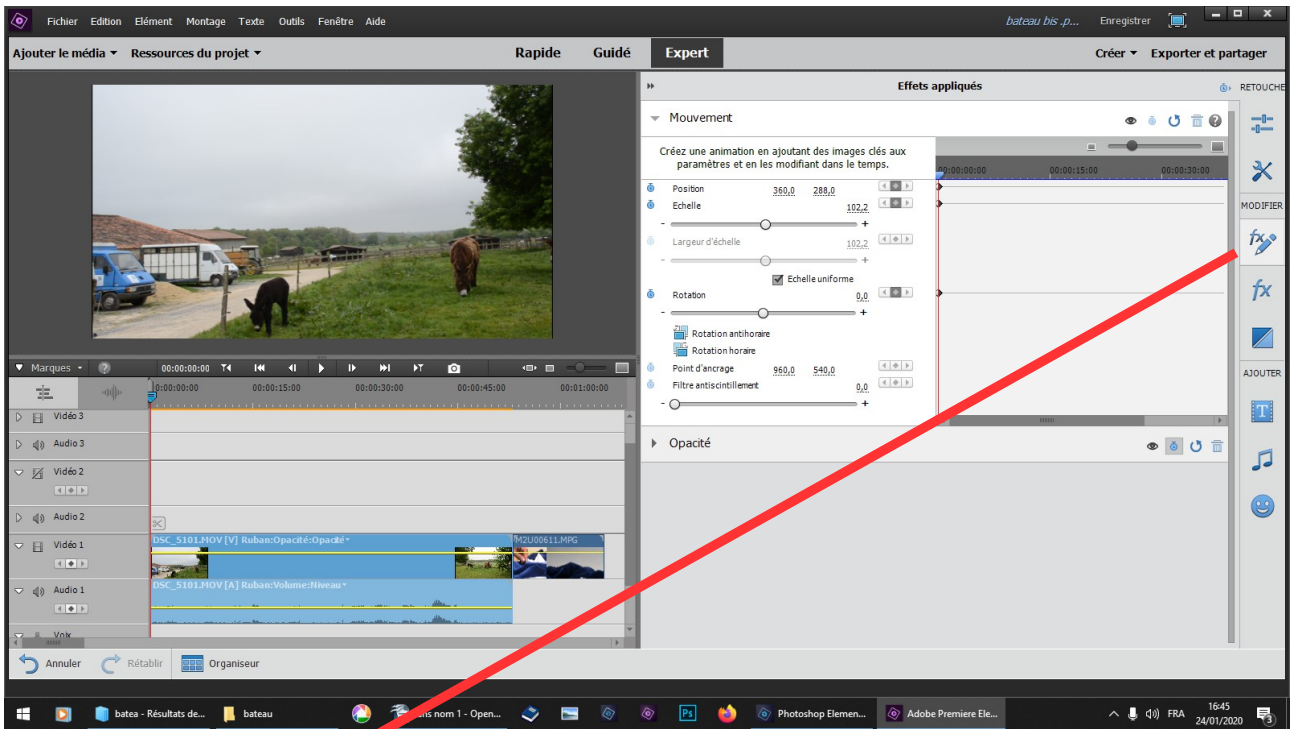 Fichier Edition Elément Montage Texte Outils Fenêtre Aide bateau bis .p... Enregistrer
Ajouter le média Ressources du projet Rapide Guidé Expert Créer Exporter et partager
Effets appliqués RETOUCHE
Mouvement
Créez une animation en ajoutant des images clés aux
paramètres et en les modifiant dans le temps.
00:00:00:00 00:00:15:00 00:00:30:00
Position 360,0 288,0
Echelle 102,2
- +
MODIFIER
Largeur d'échelle 102,2
- +
Echelle uniforme
Rotation 0,0
- +
fx
Rotation antihoraire
Rotation horaire
Point d'ancrage 960,0 540,0
Filtre antiscintillement 0,0
- +
AJOUTER
T
Opacité
Marques 00:00:00:00
0:00:00:00 00:00:15:00 00:00:30:00 00:00:45:00 00:01:00:00
Vidéo 3
Audio 3
Vidéo 2
Audio 2
Vidéo 1 DSC_5101.MOV [V] Ruban:Opacité:Opacité M2U00611.MPG
Audio 1 DSC_5101.MOV [A] Ruban:Volume:Niveau
Voix
Annuler Rétablir Organiseur
batea - Résultats de... bateau ns nom 1 - Open... Ps Photoshop Elemen... Adobe Premiere Ele... FRA 16:45
24/01/2020
3